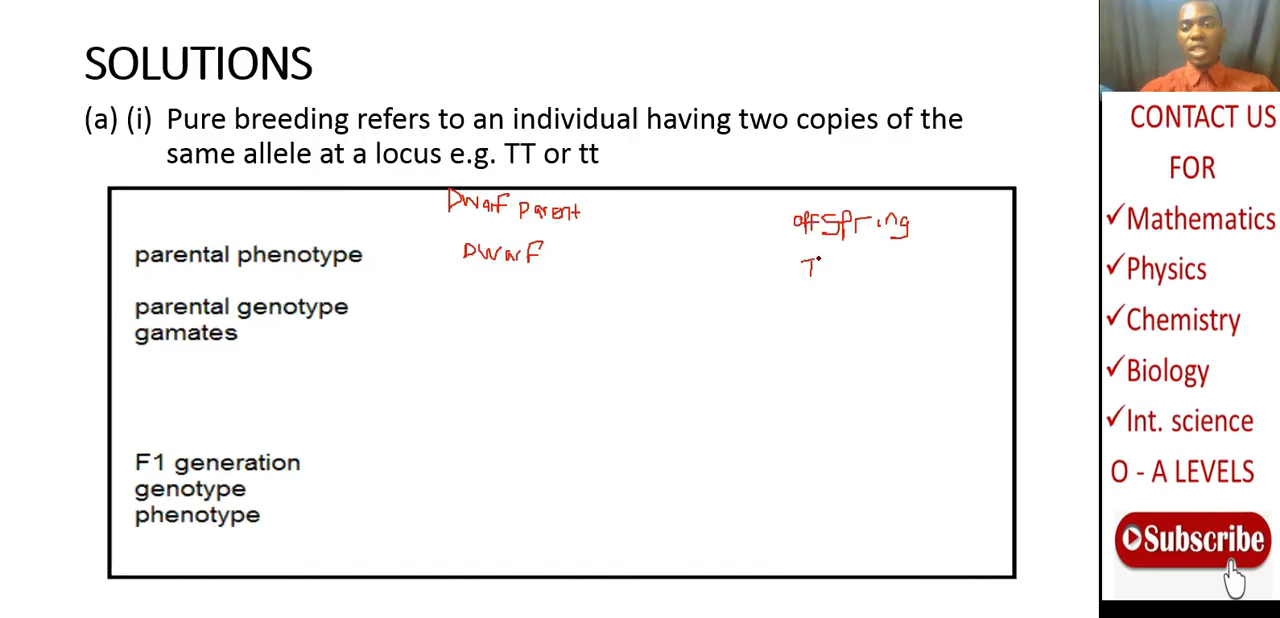 SOLUTIONS
(a) (i) Pure breeding refers to an individual having two copies of the
same allele at a locus e.g. TT or tt
Dwarf parent
offspring
parental phenotype
Dwarf
T
parental genotype
gamates
F1 generation
genotype
phenotype
CONTACT US
FOR
✓Mathematics
✓Physics
✓Chemistry
✓Biology
✓Int. science
O - A LEVELS
Subscribe